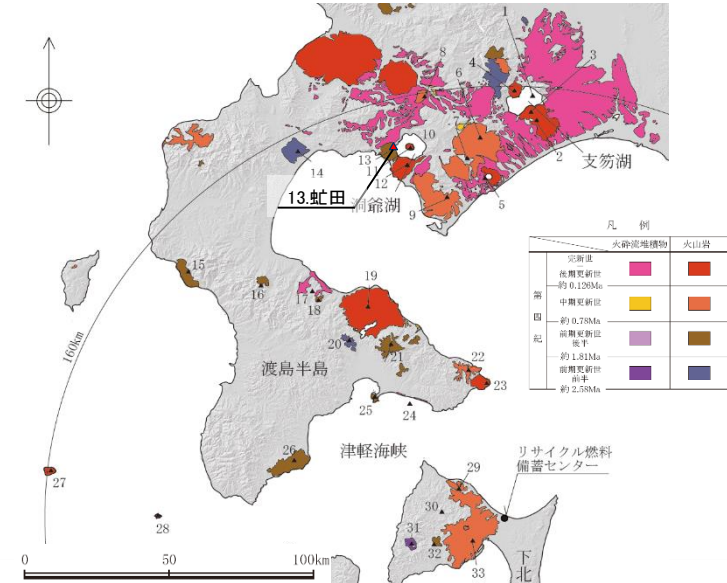 1
8
3
6
4
10
支笏湖
2
13
11
12
14
13.虻田
洞爺湖
5
9
凡 例
火砕流堆積物
火山岩
第四紀
完新世
~
後期更新世
約 0.126Ma
中期更新世
約 0.78Ma
前期更新世
後半
約 1.81Ma
前期更新世
前半
約 2.58Ma
15
16
17
18
19
20
21
22
23
160km
渡島半島
25
24
津軽海峡
26
リサイクル燃料
備蓄センター
27
28
29
30
31
32
33
下北
0
50
100km